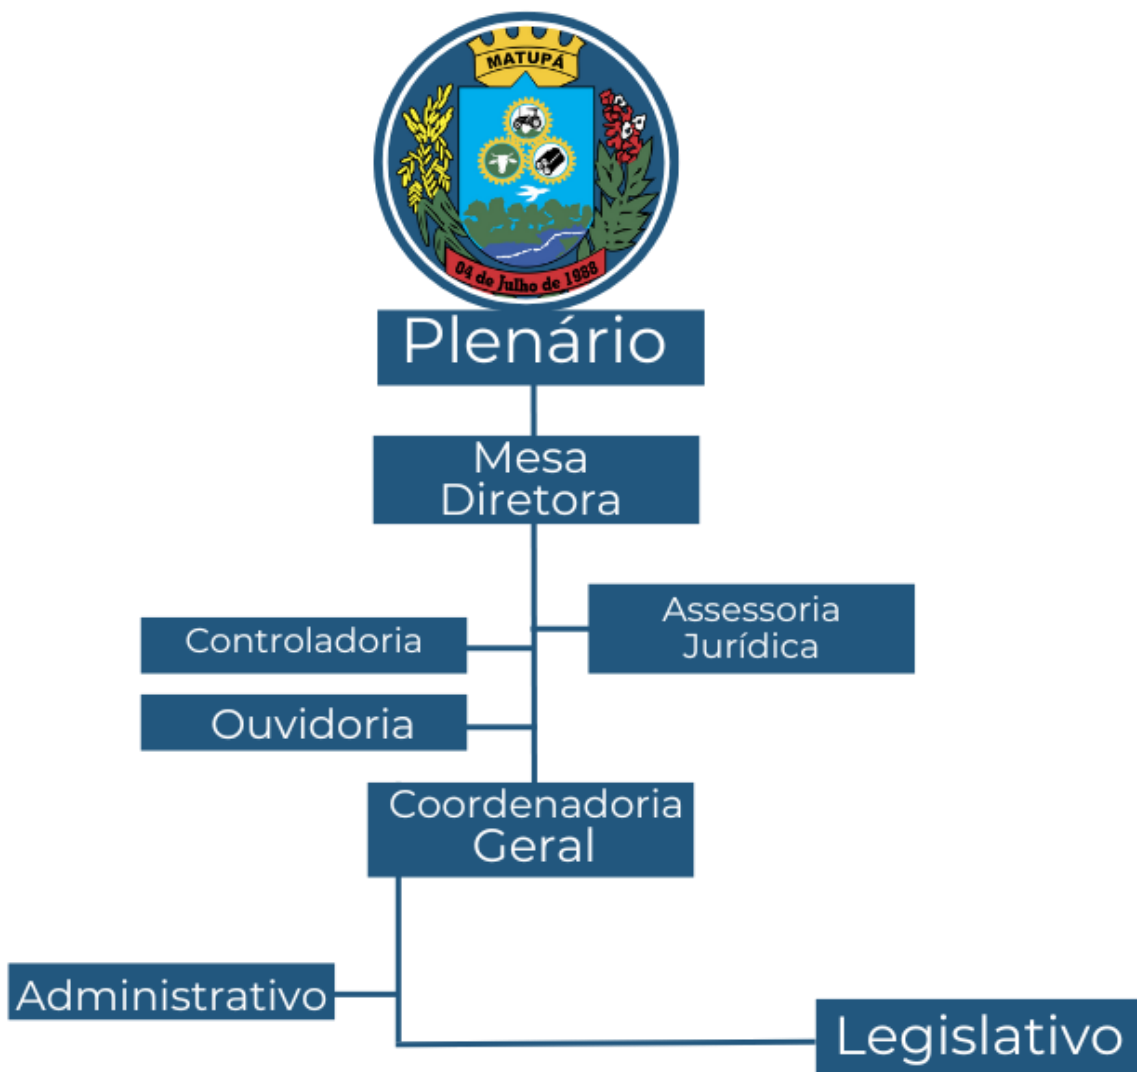 MATUPÁ
04 de Julho de 1988
Plenário
Mesa
Diretora
Assessoria
Jurídica
Controladoria
Ouvidoria
Coordenadoria
Geral
Administrativo
Legislativo